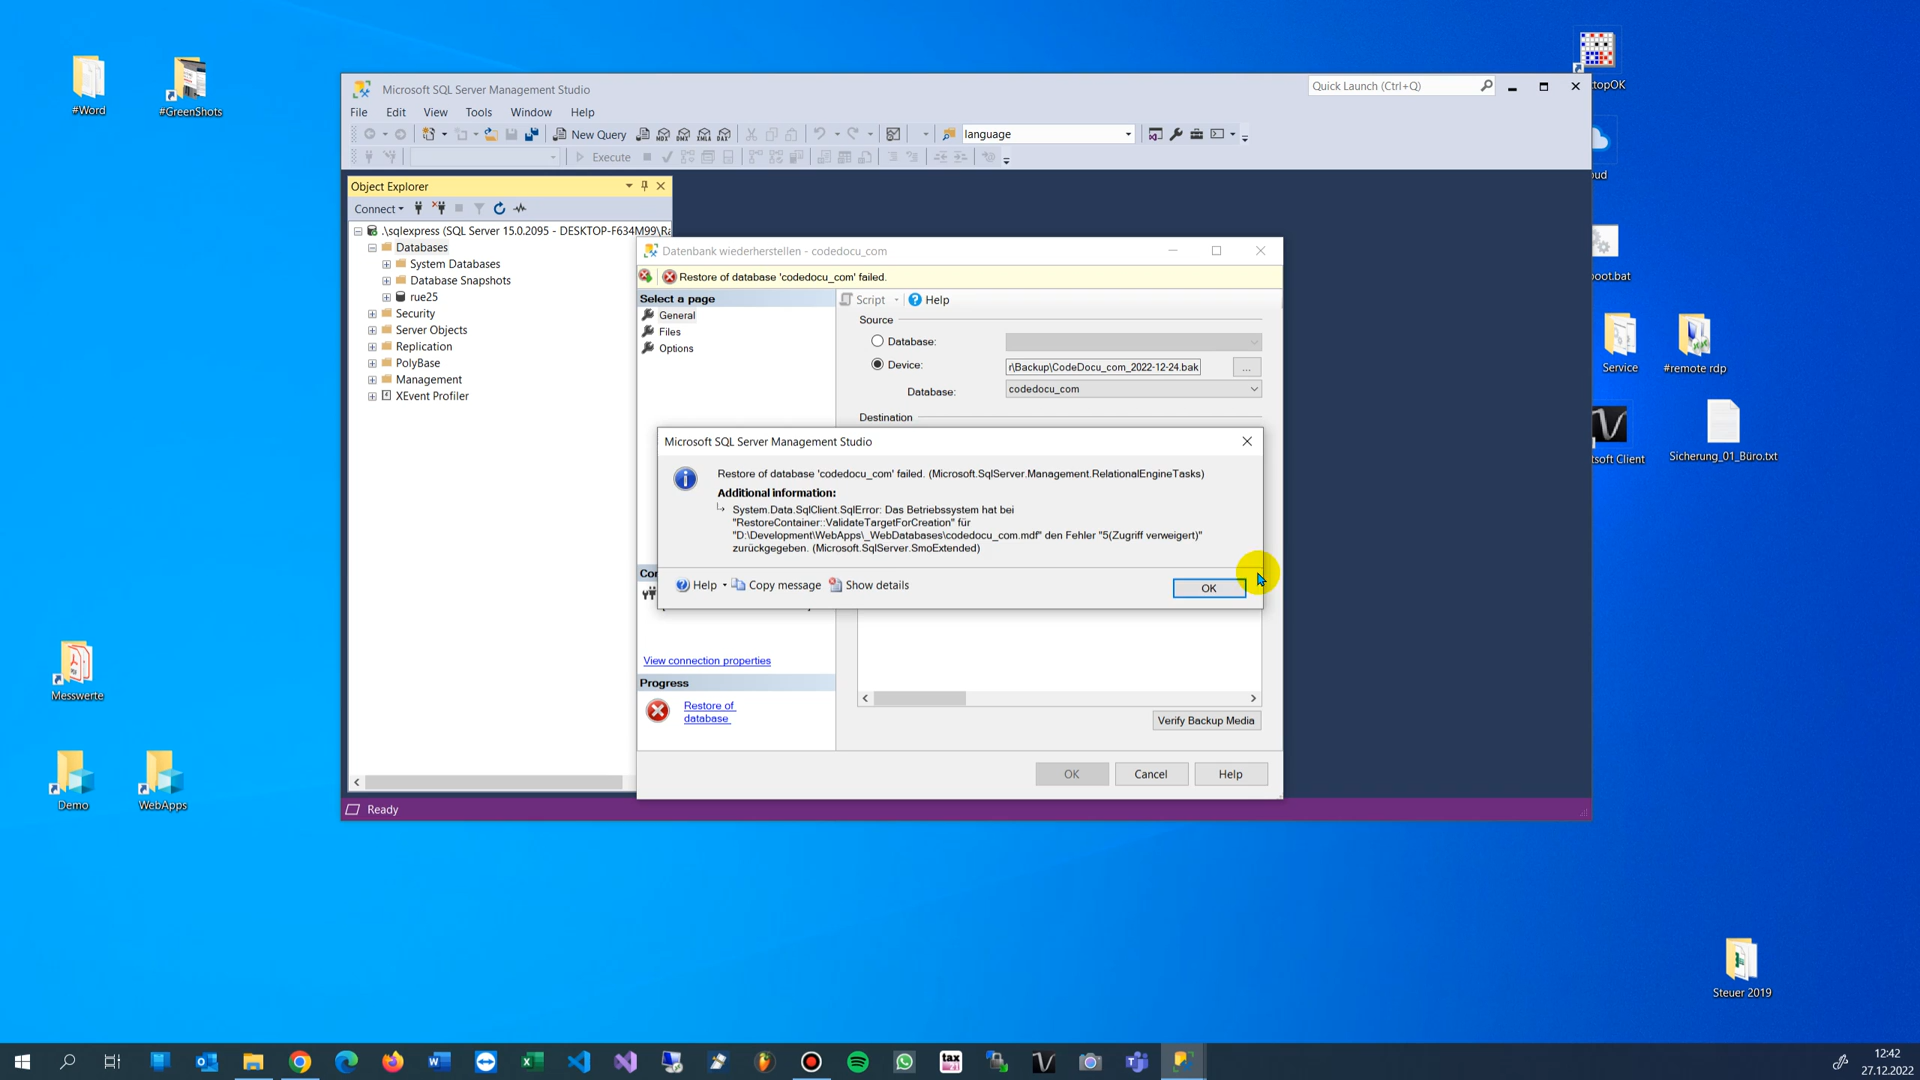 #Word
#GreenShots
topOK
Microsoft SQL Server Management Studio
Quick Launch (Ctrl+Q)
File Edit View Tools Window Help
New Query
language
Execute
Object Explorer
Connect
.\sqlexpress (SQL Server 15.0.2095 - DESKTOP-F634M99\Ra
Databases
System Databases
Database Snapshots
rue25
Security
Server Objects
Replication
PolyBase
Management
XEvent Profiler
Datenbank wiederherstellen - codedocu_com
Restore of database 'codedocu_com' failed.
Select a page
General
Files
Options
Script
Help
Source
Database:
Device:
r\Backup\CodeDocu_com_2022-12-24.bak
...
Database:
codedocu_com
Destination
Microsoft SQL Server Management Studio
Restore of database 'codedocu_com' failed. (Microsoft.SqlServer.Management.RelationalEngineTasks)
Additional information:
System.Data.SqlClient.SqlError: Das Betriebssystem hat bei
"RestoreContainer::ValidateTargetForCreation" für
"D:\Development\WebApps\_WebDatabases\codedocu_com.mdf" den Fehler "5(Zugriff verweigert)"
zurückgegeben. (Microsoft.SqlServer.SmoExtended)
Help
Copy message
Show details
OK
Con
View connection properties
Progress
Restore of
database
Verify Backup Media
OK
Cancel
Help
Ready
oud
oot.bat
Service
#remote rdp
tsoft Client
Sicherung_01_Büro.txt
Messwerte
Demo
WebApps
Steuer 2019
tax
12:42
27.12.2022